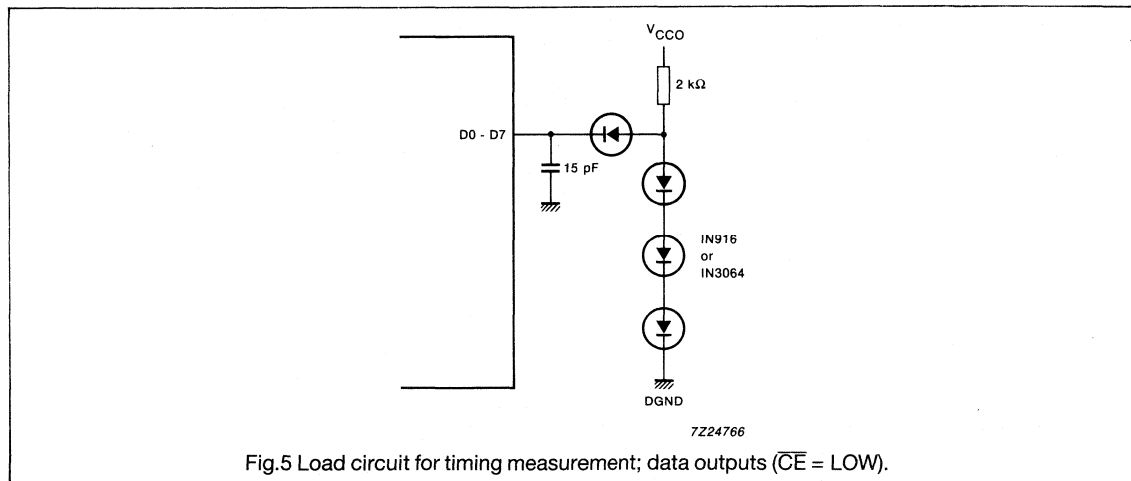 VCCO
2 kΩ
D0 - D7
15 pF
IN916
or
IN3064
DGND
7Z24766
Fig.5 Load circuit for timing measurement; data outputs (C̅E̅ = LOW).